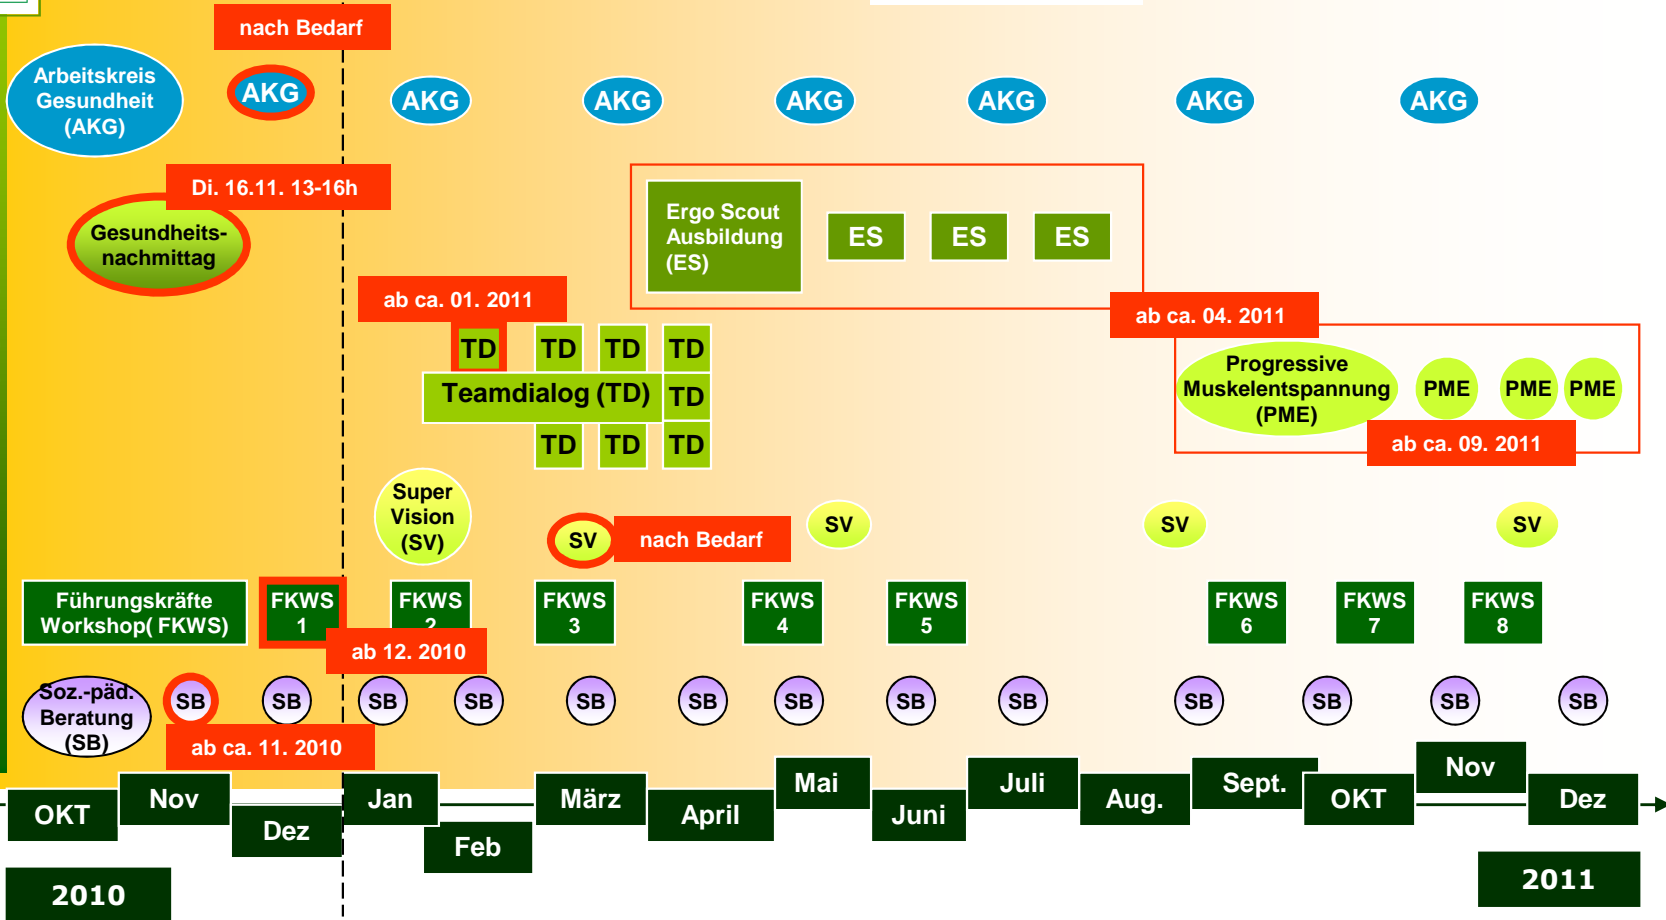 nach Bedarf
Arbeitskreis
Gesundheit
(AKG)
AKG
AKG
AKG
AKG
AKG
AKG
AKG
Di. 16.11. 13-16h
Gesundheits-
nachmittag
Ergo Scout
Ausbildung
(ES)
ES
ES
ES
ab ca. 01. 2011
ab ca. 04. 2011
TD
TD
TD
TD
Teamdialog (TD)
TD
TD
TD
TD
Progressive
Muskelentspannung
(PME)
PME
PME
PME
ab ca. 09. 2011
Super
Vision
(SV)
SV
nach Bedarf
SV
SV
SV
Führungskräfte
Workshop( FKWS)
FKWS
1
FKWS
2
FKWS
3
FKWS
4
FKWS
5
FKWS
6
FKWS
7
FKWS
8
ab 12. 2010
Soz.-päd.
Beratung
(SB)
SB
SB
SB
SB
SB
SB
SB
SB
SB
SB
SB
SB
SB
ab ca. 11. 2010
OKT
Nov
Dez
Jan
Feb
März
April
Mai
Juni
Juli
Aug.
Sept.
OKT
Nov
Dez
2010
2011